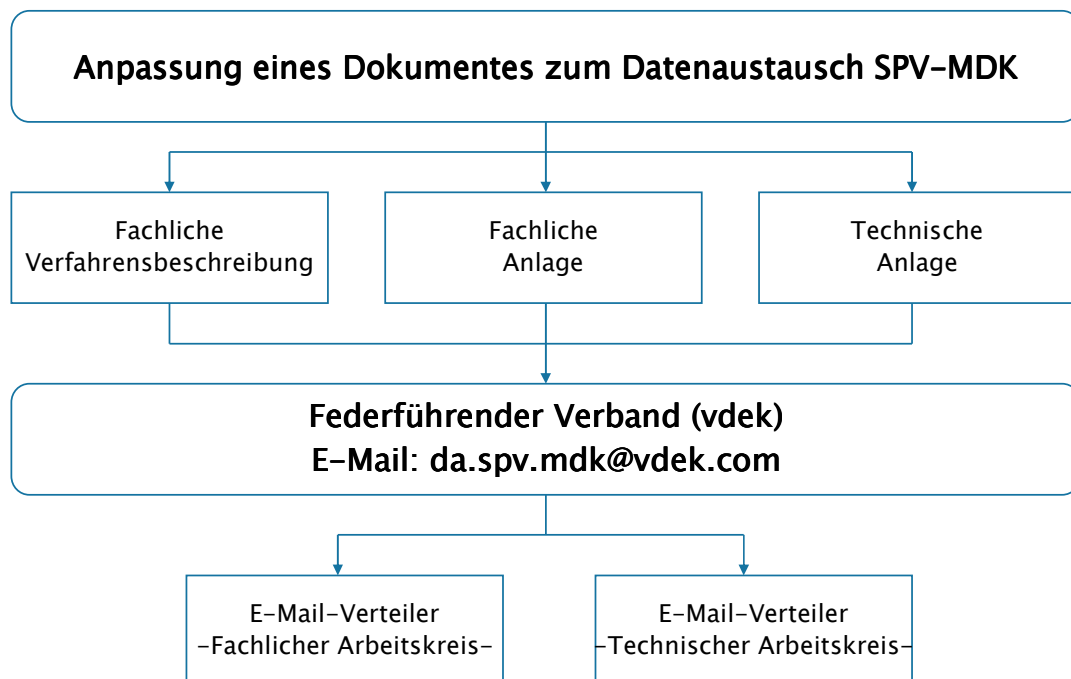 Anpassung eines Dokumentes zum Datenaustausch SPV-MDK
Fachliche
Verfahrensbeschreibung
Fachliche
Anlage
Technische
Anlage
Federführender Verband (vdek)
E-Mail: da.spv.mdk@vdek.com
E-Mail-Verteiler
-Fachlicher Arbeitskreis-
E-Mail-Verteiler
-Technischer Arbeitskreis-